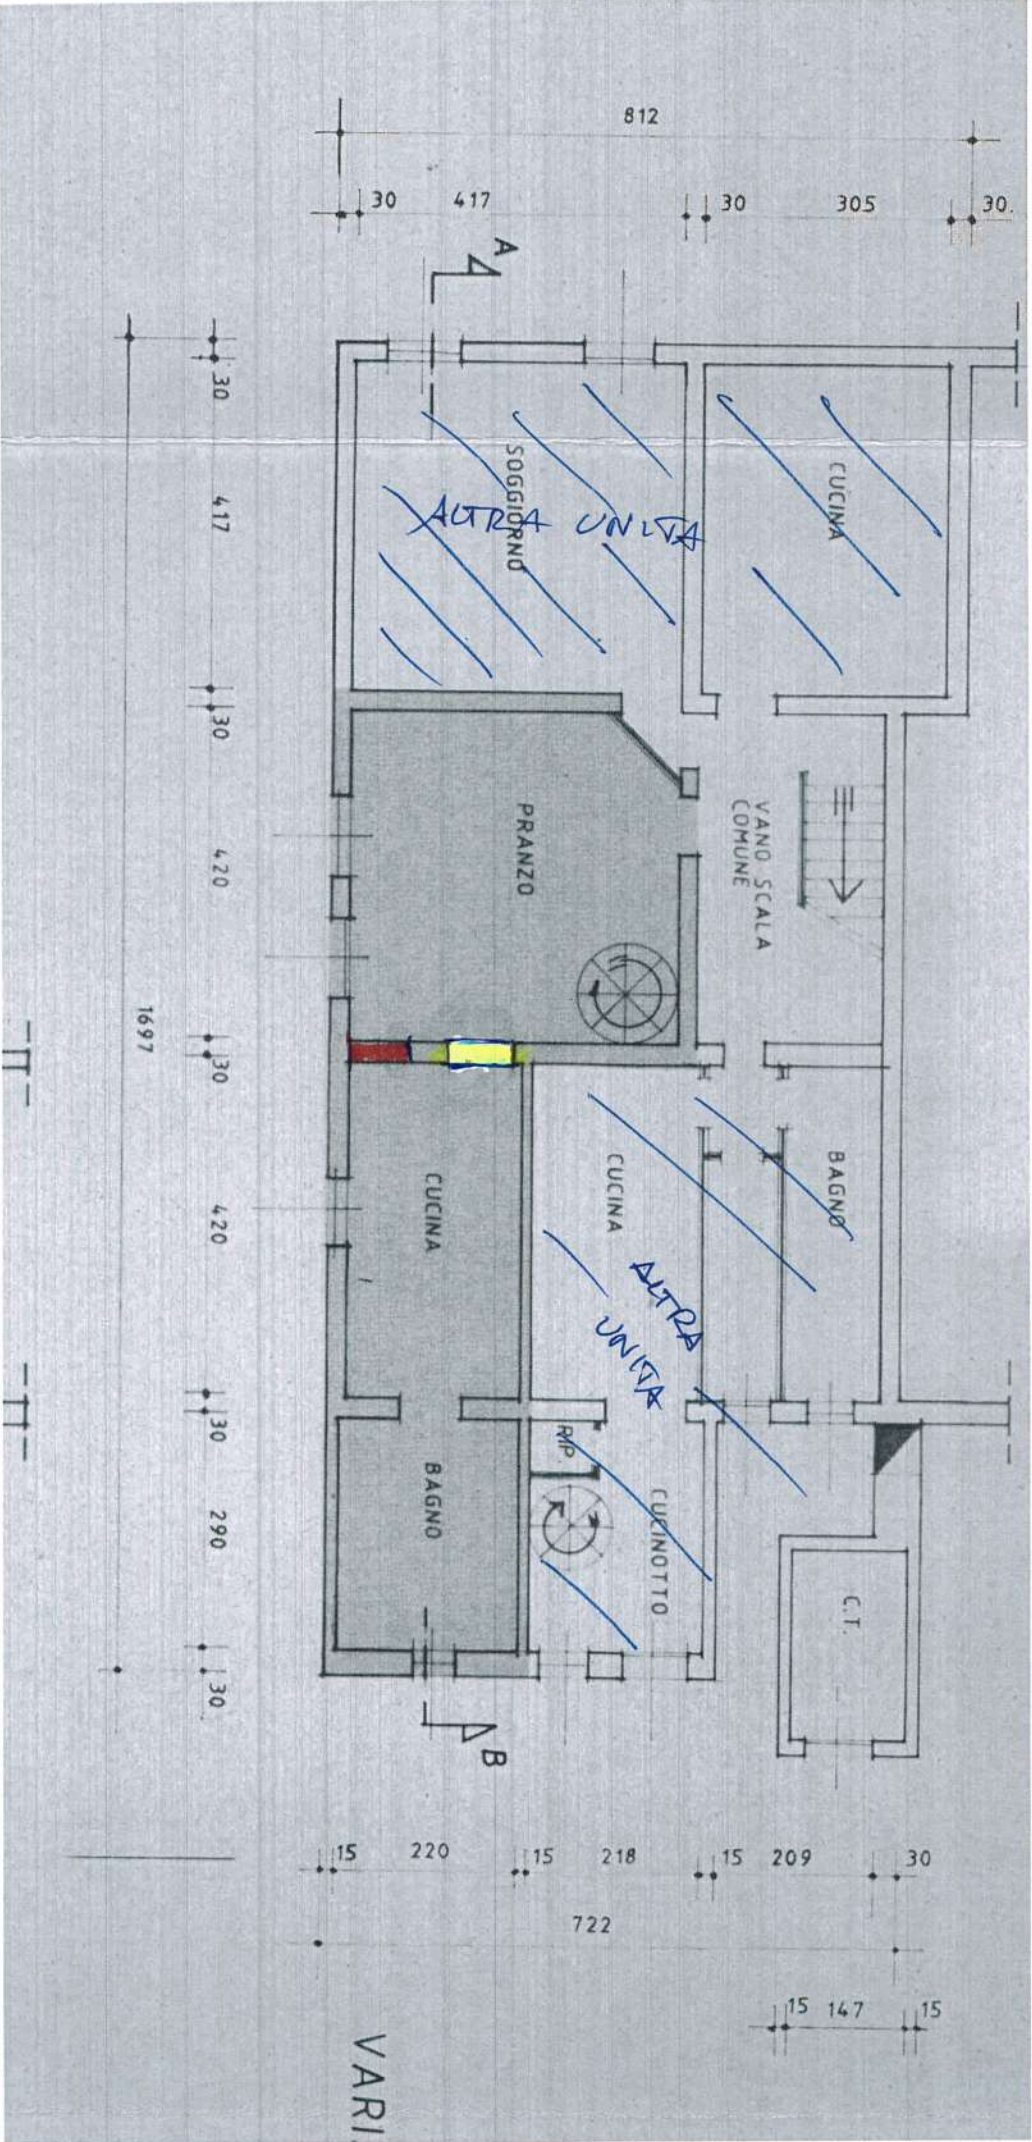 812
30 417 30 305 30.
A
30 417 30 420 30 420 30 290 30
1697
SOGGIORNO
ALTRA UNITA
CUCINA
PRANZO
VANO SCALA
COMUNE
CUCINA
BAGNO
CUCINA
BAGNO
ALTRA
UNITA
RIP.
CUCINOTTO
C.T.
B
15 220 15 218 15 209 30
722
15 147 15
VARI